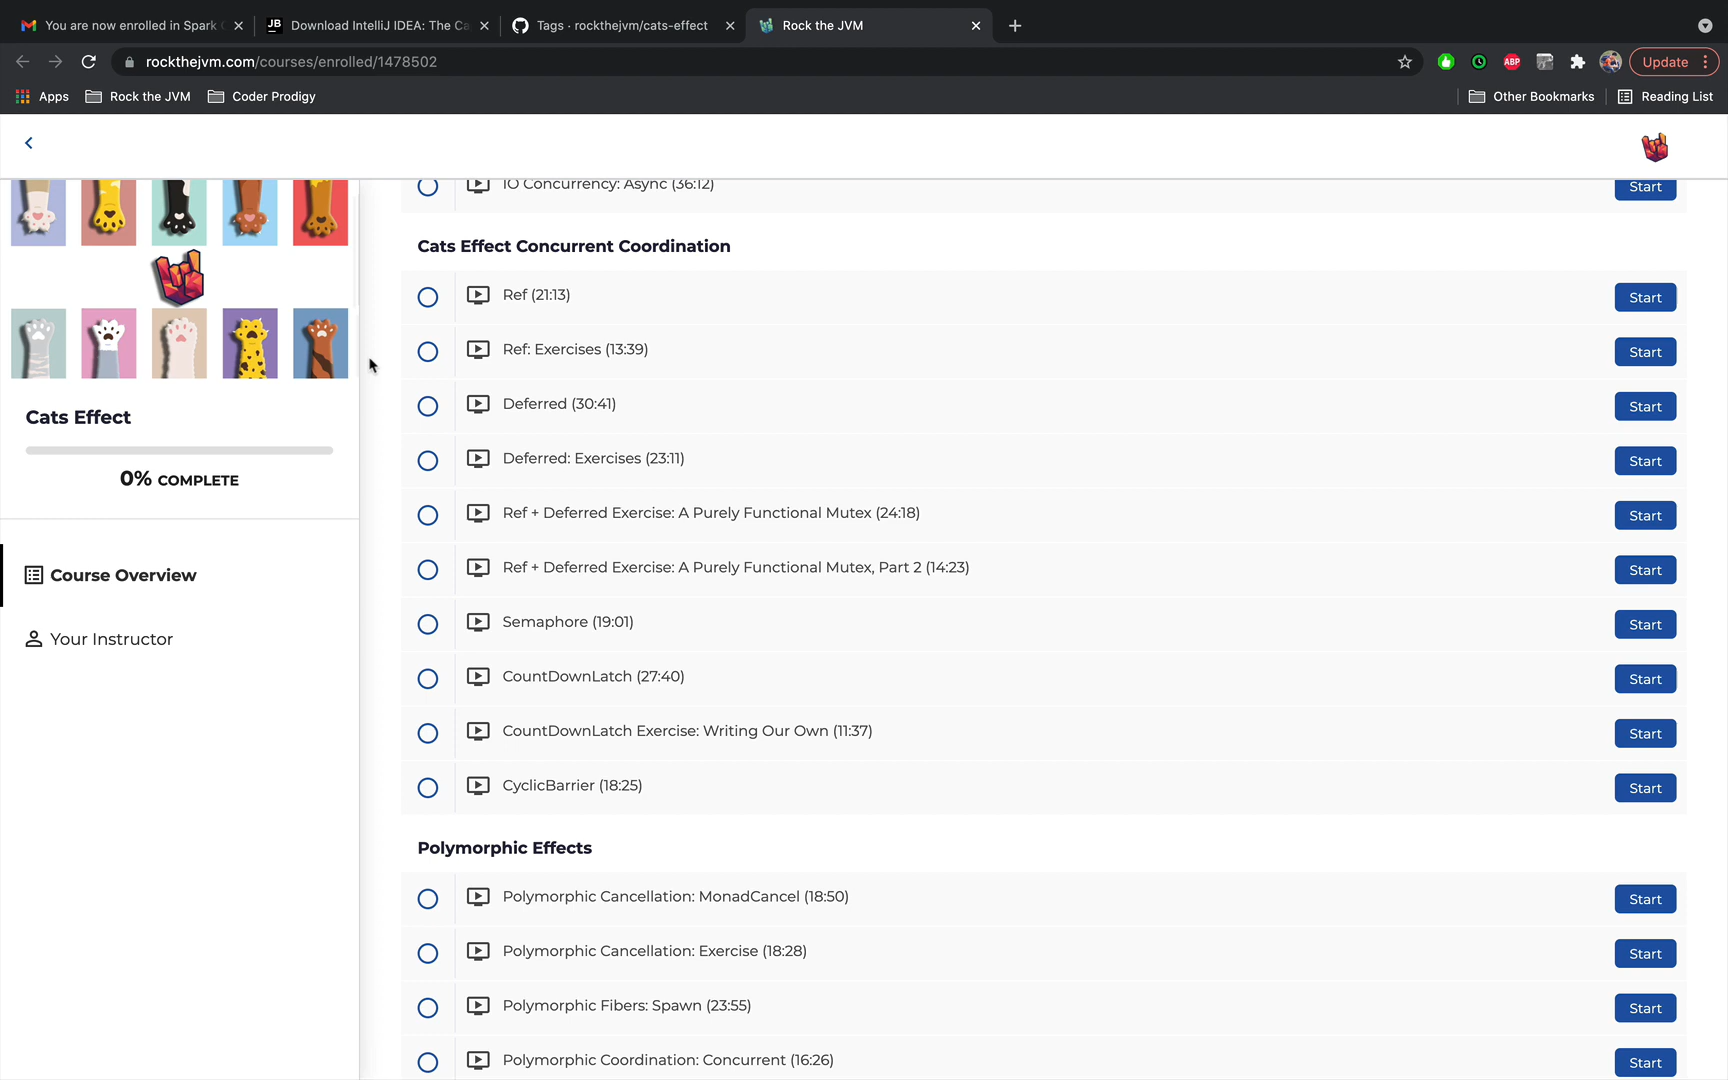 You are now enrolled in Spark
Download IntelliJ IDEA: The Ca
Tags · rockthejvm/cats-effect
Rock the JVM
rockthejvm.com/courses/enrolled/1478502
ABP
Update
Apps
Rock the JVM
Coder Prodigy
Other Bookmarks
Reading List
IO Concurrency: Async (36:12)
Start
Cats Effect Concurrent Coordination
Ref (21:13)
Start
Ref: Exercises (13:39)
Start
Deferred (30:41)
Start
Deferred: Exercises (23:11)
Start
Ref + Deferred Exercise: A Purely Functional Mutex (24:18)
Start
Ref + Deferred Exercise: A Purely Functional Mutex, Part 2 (14:23)
Start
Semaphore (19:01)
Start
CountDownLatch (27:40)
Start
CountDownLatch Exercise: Writing Our Own (11:37)
Start
CyclicBarrier (18:25)
Start
Polymorphic Effects
Polymorphic Cancellation: MonadCancel (18:50)
Start
Polymorphic Cancellation: Exercise (18:28)
Start
Polymorphic Fibers: Spawn (23:55)
Start
Polymorphic Coordination: Concurrent (16:26)
Start
Cats Effect
0% COMPLETE
Course Overview
Your Instructor